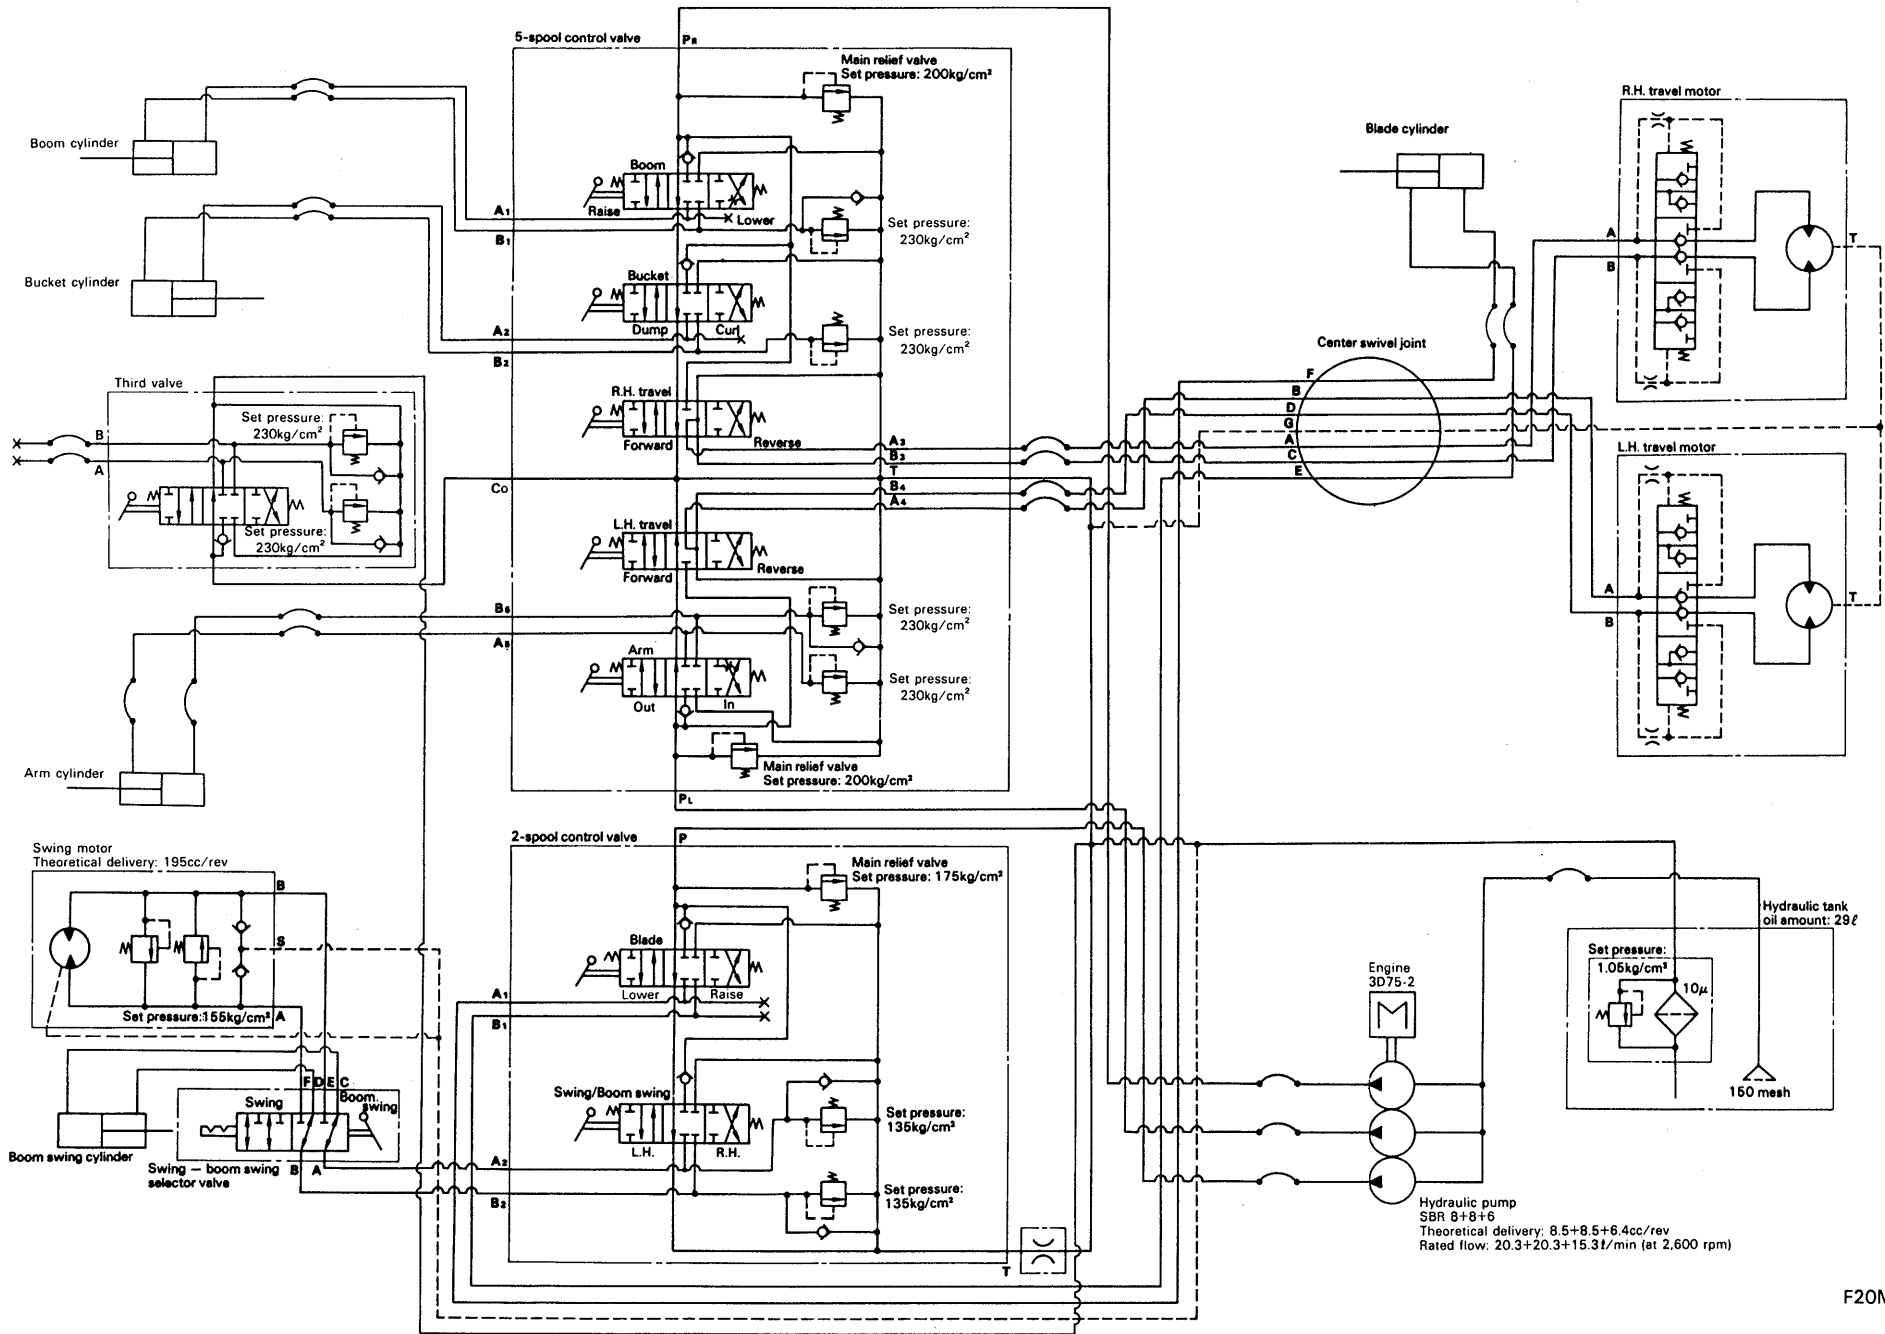 5-spool control valve
PR
Main relief valve
Set pressure: 200kg/cm²
Boom cylinder
Boom
Raise
Lower
A1
B1
Set pressure:
230kg/cm²
Bucket cylinder
Bucket
Dump
Curl
A2
B2
Set pressure:
230kg/cm²
R.H. travel
Forward
Reverse
A3
B3
T
B4
A4
Co
Third valve
Set pressure:
230kg/cm²
B
A
Set pressure:
230kg/cm²
L.H. travel
Forward
Reverse
B5
A5
Set pressure:
230kg/cm²
Arm
Out
In
Set pressure:
230kg/cm²
Arm cylinder
Main relief valve
Set pressure: 200kg/cm²
PL
Blade cylinder
Center swivel joint
F
B
D
G
A
C
E
R.H. travel motor
A
B
T
L.H. travel motor
A
B
T
2-spool control valve
P
Main relief valve
Set pressure: 175kg/cm²
Swing motor
Theoretical delivery: 195cc/rev
B
S
A
Set pressure:155kg/cm²
Blade
Lower
Raise
A1
B1
F D E C
Swing
Boom
swing
Boom swing cylinder
Swing – boom swing
selector valve
B
A
Swing/Boom swing
L.H.
R.H.
A2
B2
Set pressure:
135kg/cm²
Set pressure:
135kg/cm²
T
Engine
3D75-2
M
Hydraulic tank
oil amount: 29ℓ
Set pressure:
1.05kg/cm²
10μ
150 mesh
Hydraulic pump
SBR 8+8+6
Theoretical delivery: 8.5+8.5+6.4cc/rev
Rated flow: 20.3+20.3+15.3ℓ/min (at 2,600 rpm)